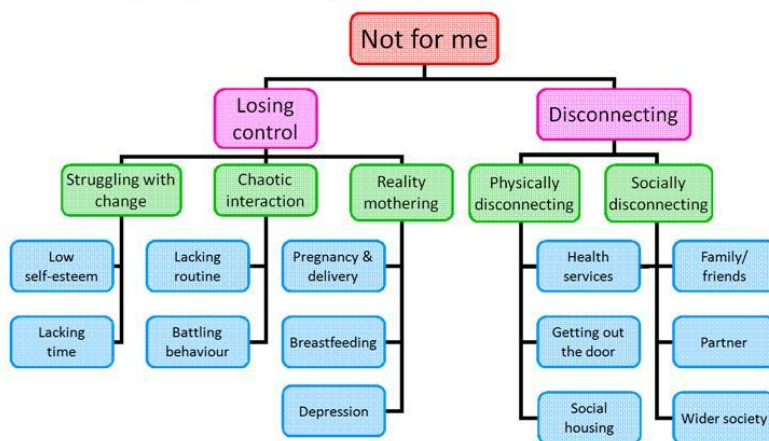 Not for me
Losing
control
Disconnecting
Struggling with
change
Chaotic
interaction
Reality
mothering
Physically
disconnecting
Socially
disconnecting
Low
self-esteem
Lacking
routine
Pregnancy &
delivery
Health
services
Family/
friends
Lacking
time
Battling
behaviour
Breastfeeding
Getting out
the door
Partner
Depression
Social
housing
Wider society